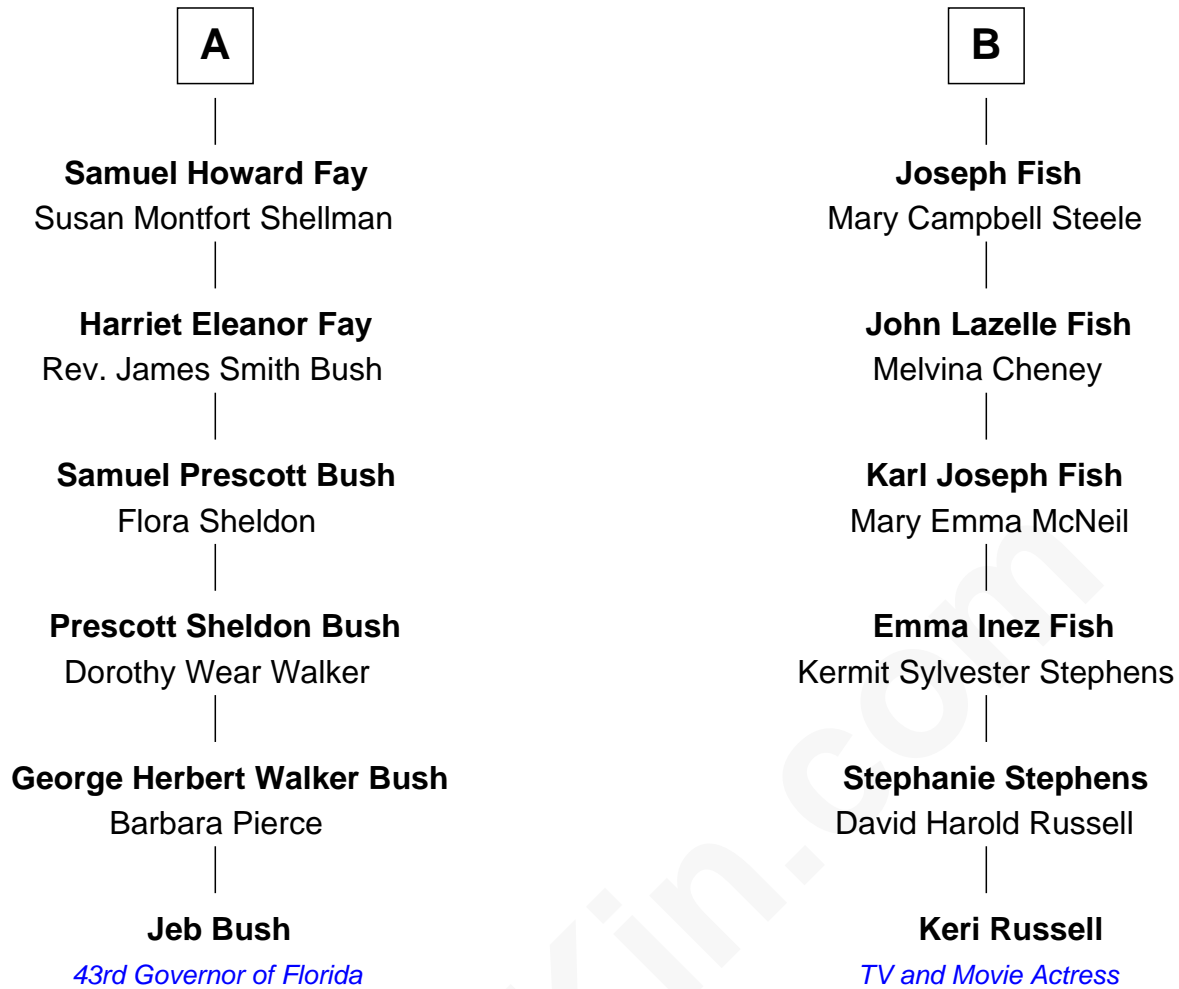 A
Samuel Howard Fay
Susan Montfort Shellman
Harriet Eleanor Fay
Rev. James Smith Bush
Samuel Prescott Bush
Flora Sheldon
Prescott Sheldon Bush
Dorothy Wear Walker
George Herbert Walker Bush
Barbara Pierce
Jeb Bush
43rd Governor of Florida
B
Joseph Fish
Mary Campbell Steele
John Lazelle Fish
Melvina Cheney
Karl Joseph Fish
Mary Emma McNeil
Emma Inez Fish
Kermit Sylvester Stephens
Stephanie Stephens
David Harold Russell
Keri Russell
TV and Movie Actress
Kin.com